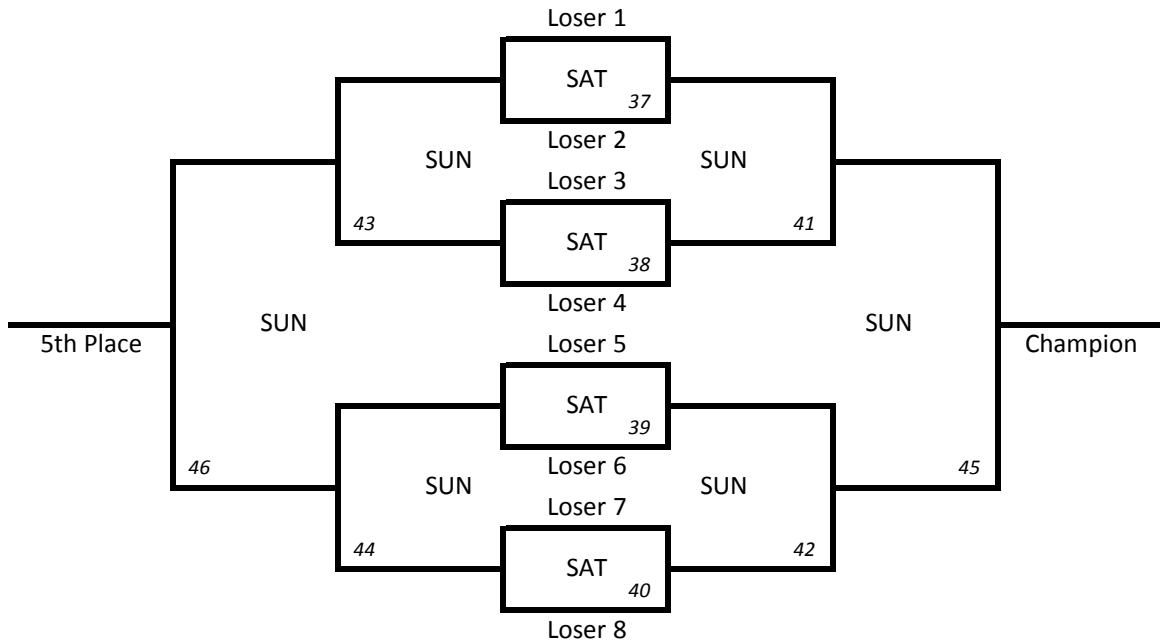 Loser 1
SAT
37
Loser 2
SUN
SUN
Loser 3
43
41
SAT
38
Loser 4
SUN
SUN
5th Place
Champion
Loser 5
SAT
39
Loser 6
46
45
SUN
SUN
Loser 7
44
42
SAT
40
Loser 8